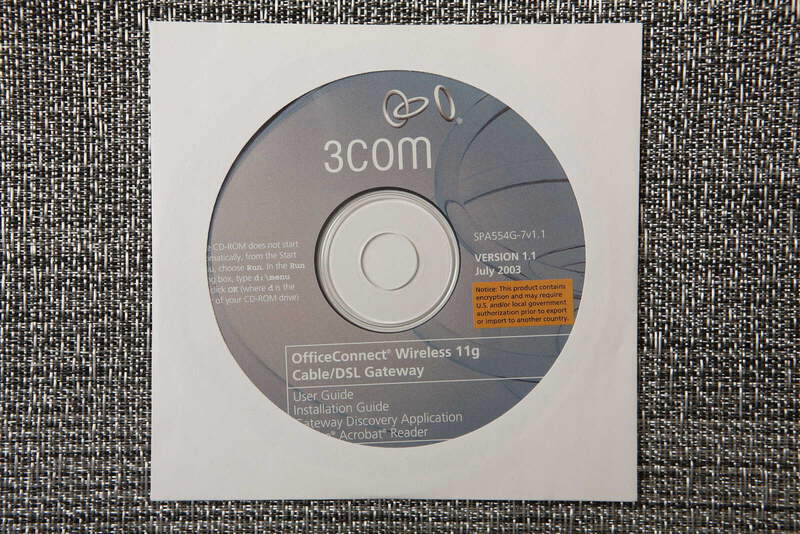 3COM
SPA554G-7v1.1
VERSION 1.1
July 2003
CD-ROM does not start
matically, from the Start
choose Run. In the Run
box, type d:\menu
click OK (where d is the
of your CD-ROM drive)
Notice: This product contains
encryption and may require
U.S. and/or local government
authorization prior to export
or import to another country.
OfficeConnect® Wireless 11g
Cable/DSL Gateway
User Guide
Installation Guide
Gateway Discovery Application
Acrobat® Reader